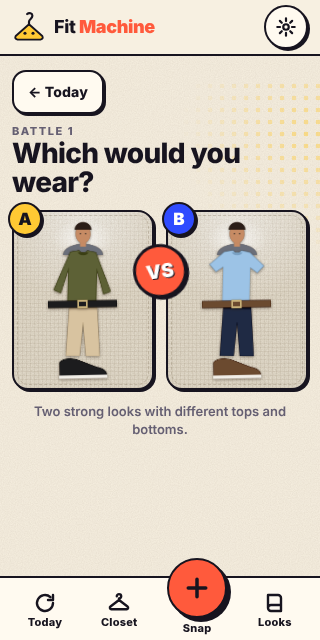 Fit Machine
← Today
BATTLE 1
Which would you
wear?
A
B
VS
Two strong looks with different tops and
bottoms.
Today
Closet
Snap
Looks